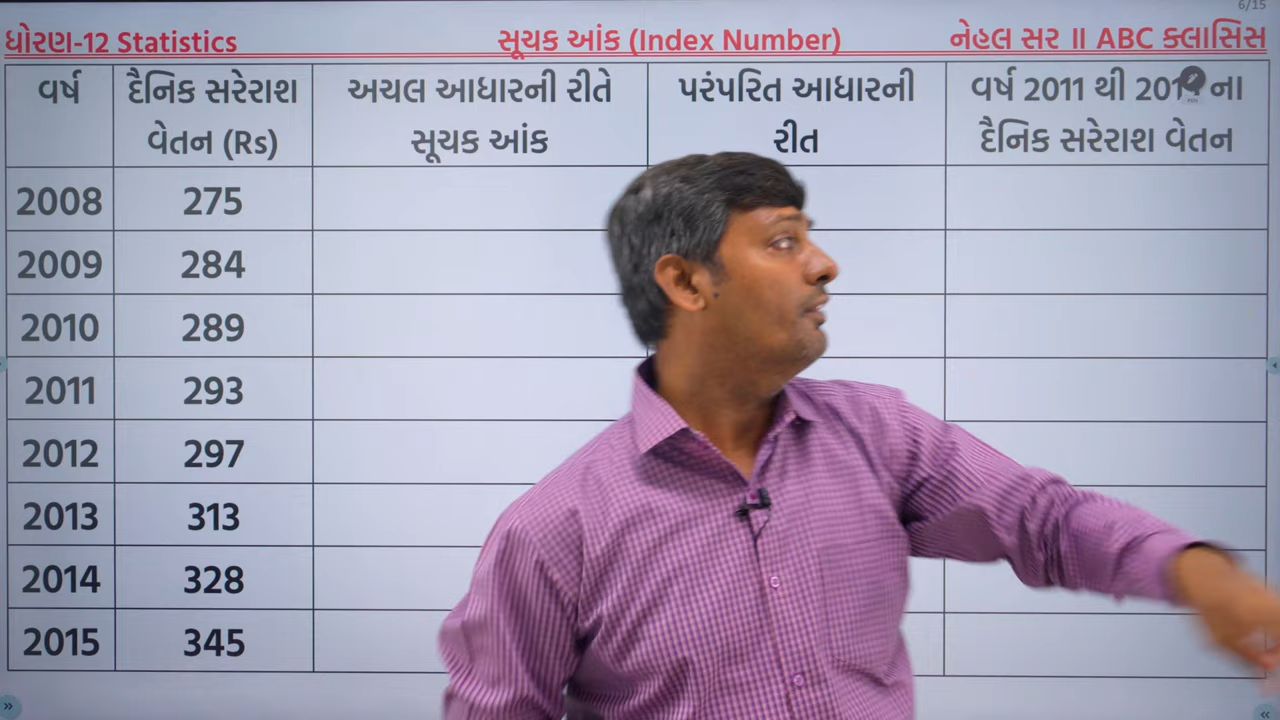 6/15
ધોરણ-12 Statistics
સૂચક આંક (Index Number)
નેહલ સર II ABC ક્લાસિસ
વર્ષ
દૈનિક સરેરાશ
વેતન (Rs)
અચલ આધારની રીતે
સૂચક આંક
પરંપરિત આધારની
રીત
વર્ષ 2011 થી ના
દૈનિક સરેરાશ વેતન
2008 275
2009 284
2010 289
2011 293
2012 297
2013 313
2014 328
2015 345